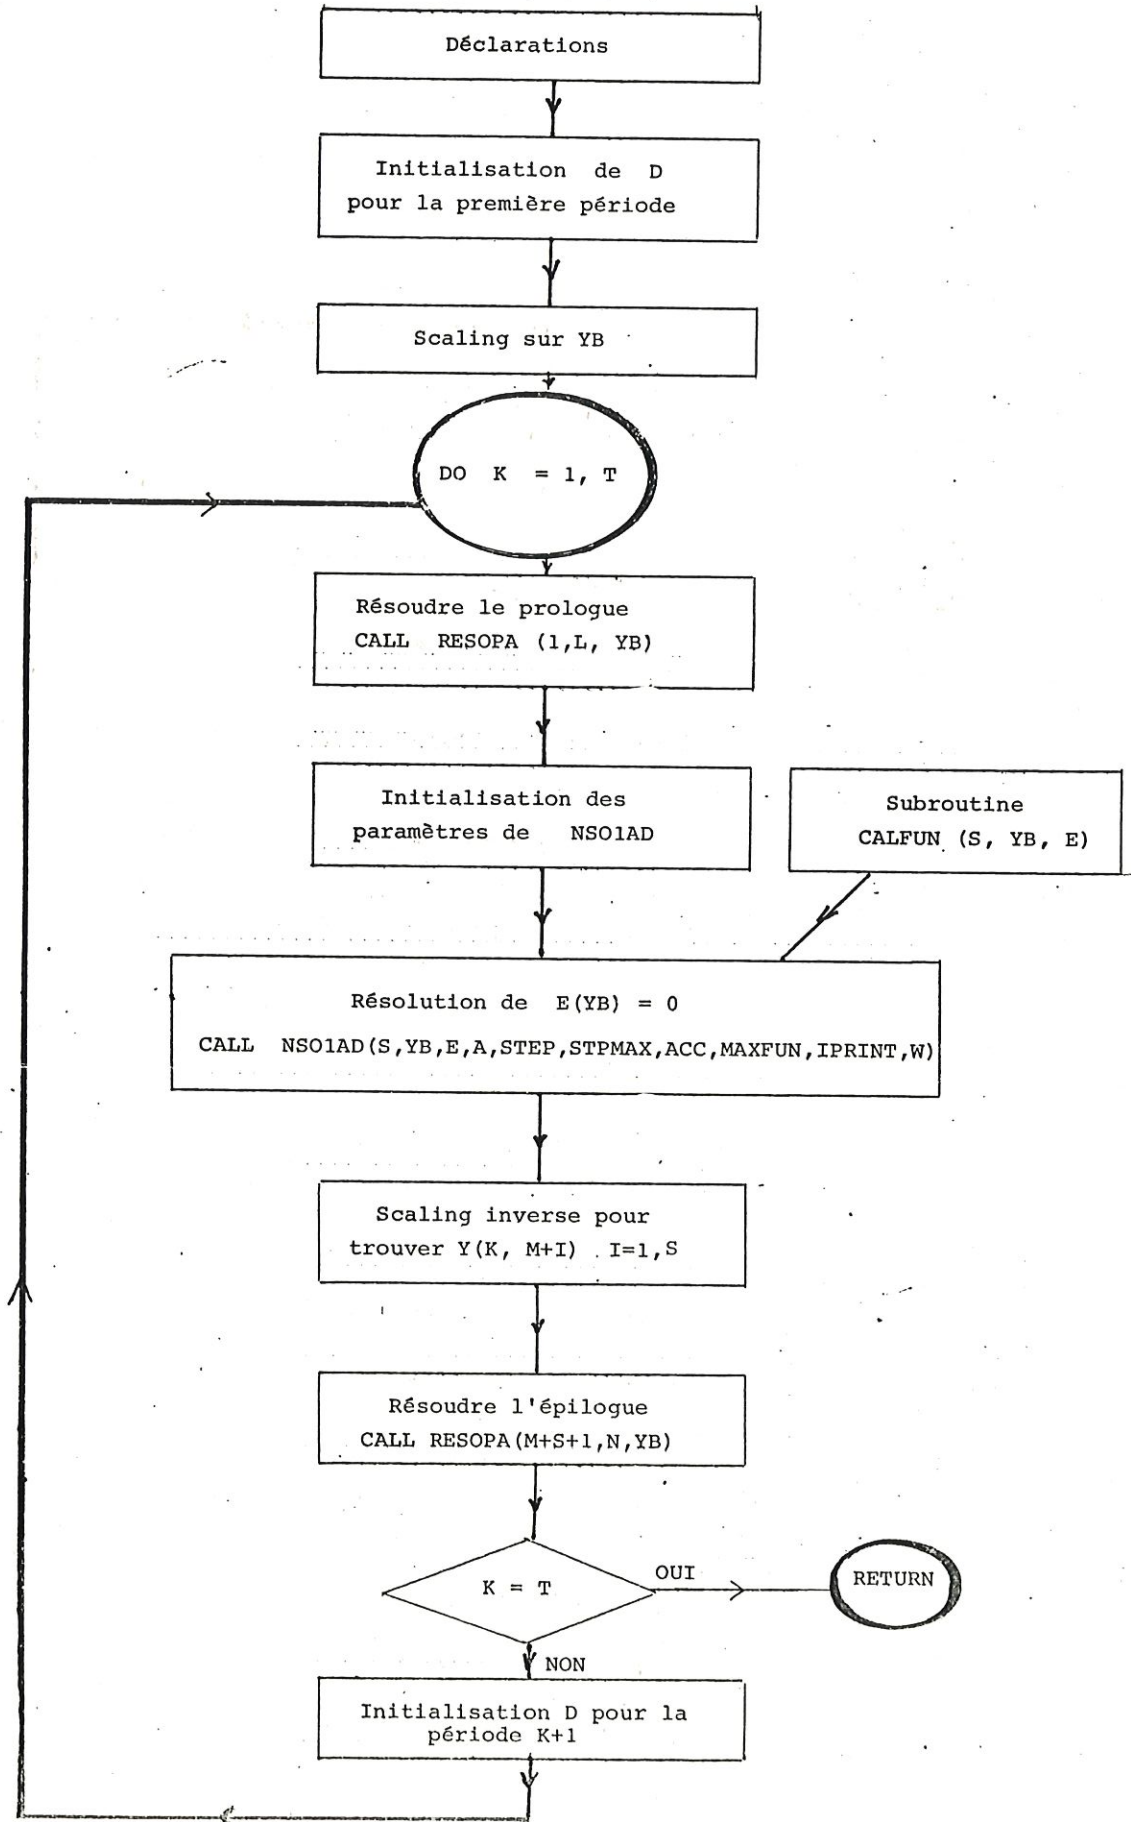 Déclarations
Initialisation de D
pour la première période
Scaling sur YB
DO K = 1, T
Résoudre le prologue
CALL RESOPA (1,L, YB)
Initialisation des
paramètres de NSO1AD
Subroutine
CALFUN (S, YB, E)
Résolution de E(YB) = 0
CALL NSO1AD(S,YB,E,A,STEP,STPMAX,ACC,MAXFUN,IPRINT,W)
Scaling inverse pour
trouver Y(K, M+I) I=1,S
Résoudre l'épilogue
CALL RESOPA(M+S+1,N,YB)
K = T
OUI
RETURN
NON
Initialisation D pour la
période K+1